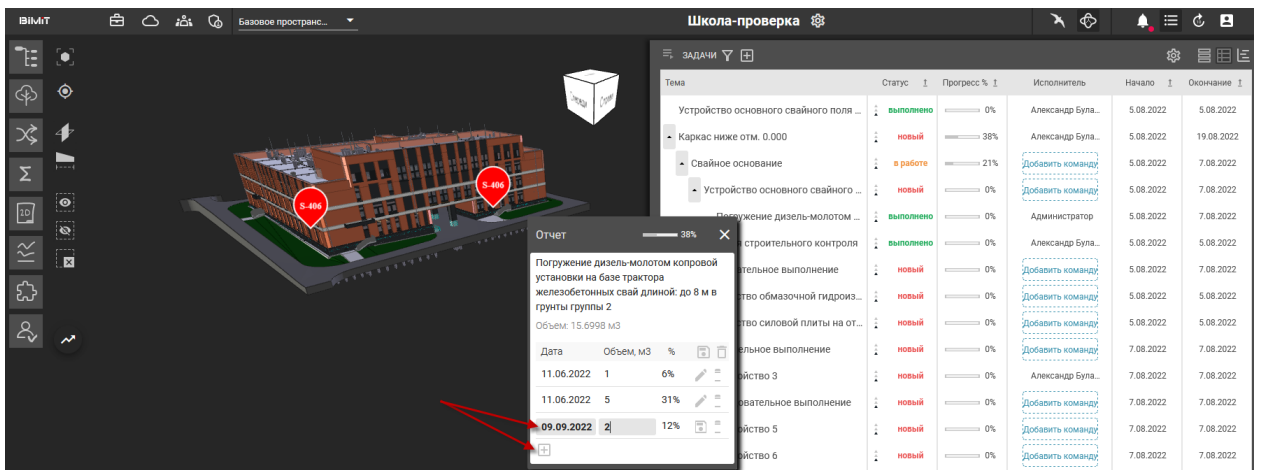 BIMIT
Базовое пространс...
Школа-проверка
ЗАДАЧИ
Тема Статус Прогресс % Исполнитель Начало Окончание
Устройство основного свайного поля ... выполнено 0% Александр Була... 5.08.2022 5.08.2022
Каркас ниже отм. 0.000 новый 38% Александр Була... 5.08.2022 19.08.2022
Свайное основание в работе 21% Добавить команду 5.08.2022 7.08.2022
Устройство основного свайного ... новый 0% Добавить команду 5.08.2022 7.08.2022
Погружение дизель-молотом ... выполнено 0% Администратор 5.08.2022 7.08.2022
строительного контроля выполнено 0% Александр Була... 5.08.2022 7.08.2022
ательное выполнение новый 0% Добавить команду 5.08.2022 7.08.2022
тво обмазочной гидроиз... новый 0% Добавить команду 5.08.2022 7.08.2022
тво силовой плиты на от... новый 0% Добавить команду 5.08.2022 5.08.2022
ельное выполнение новый 0% Добавить команду 7.08.2022 7.08.2022
ойство 3 новый 0% Александр Була... 7.08.2022 7.08.2022
овательное выполнение новый 0% Добавить команду 7.08.2022 7.08.2022
ойство 5 новый 0% Добавить команду 7.08.2022 7.08.2022
ойство 6 новый 0% Добавить команду 7.08.2022 7.08.2022
S-406
S-406
1D
Отчет 38%
Погружение дизель-молотом копровой
установки на базе трактора
железобетонных свай длиной: до 8 м в
грунты группы 2
Объем: 15.6998 м3
Дата Объем, м3 %
11.06.2022 1 6%
11.06.2022 5 31%
09.09.2022 2 12%